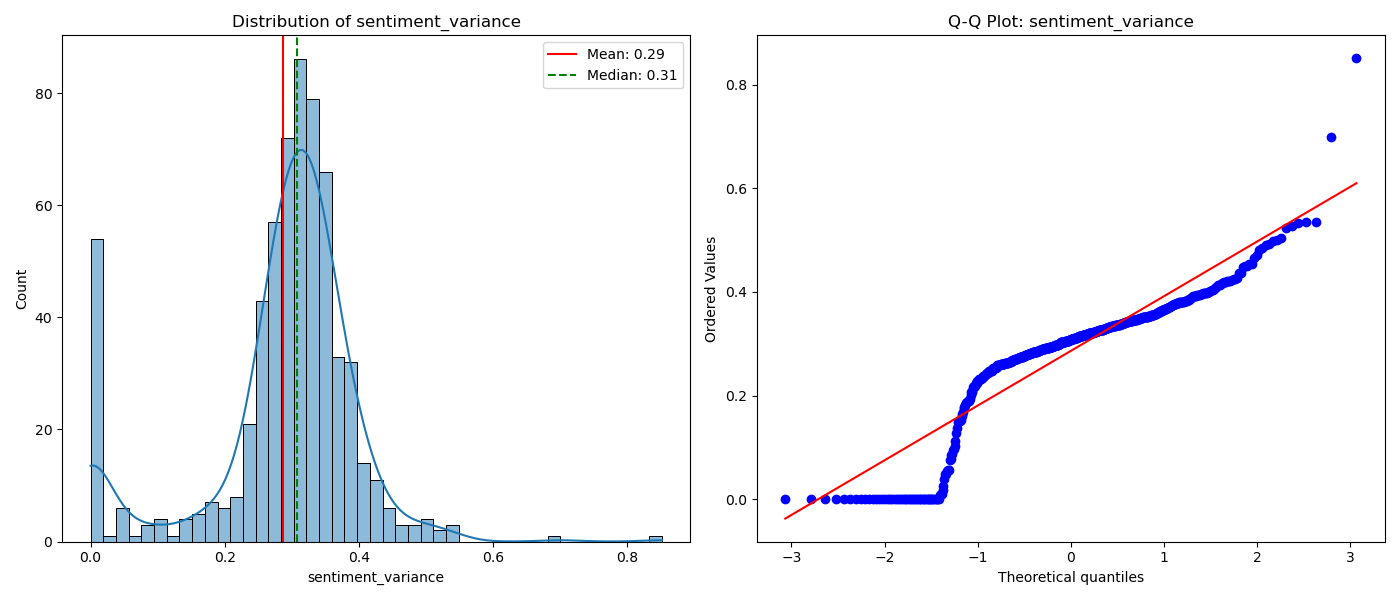 Distribution of sentiment_variance
Mean: 0.29
Median: 0.31
80
60
40
20
0
Count
0.0 0.2 0.4 0.6 0.8
sentiment_variance
Q-Q Plot: sentiment_variance
0.8
0.6
0.4
0.2
0.0
Ordered Values
−3 −2 −1 0 1 2 3
Theoretical quantiles